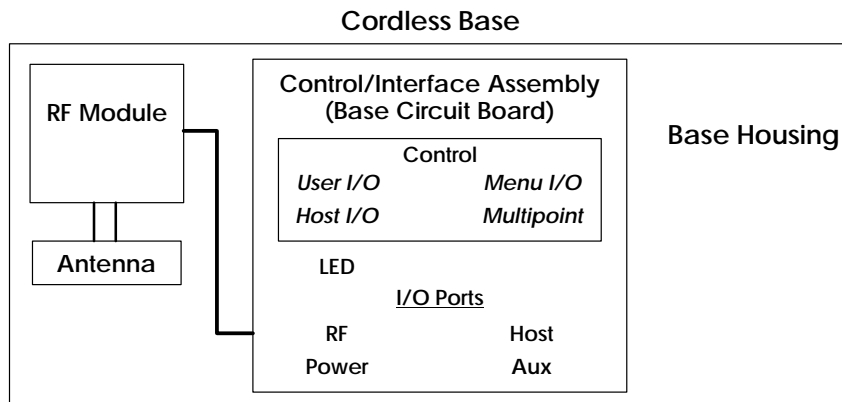 Cordless Base
RF Module
Antenna
Control/Interface Assembly
(Base Circuit Board)
Control
User I/O Menu I/O
Host I/O Multipoint
LED
I/O Ports
RF Host
Power Aux
Base Housing